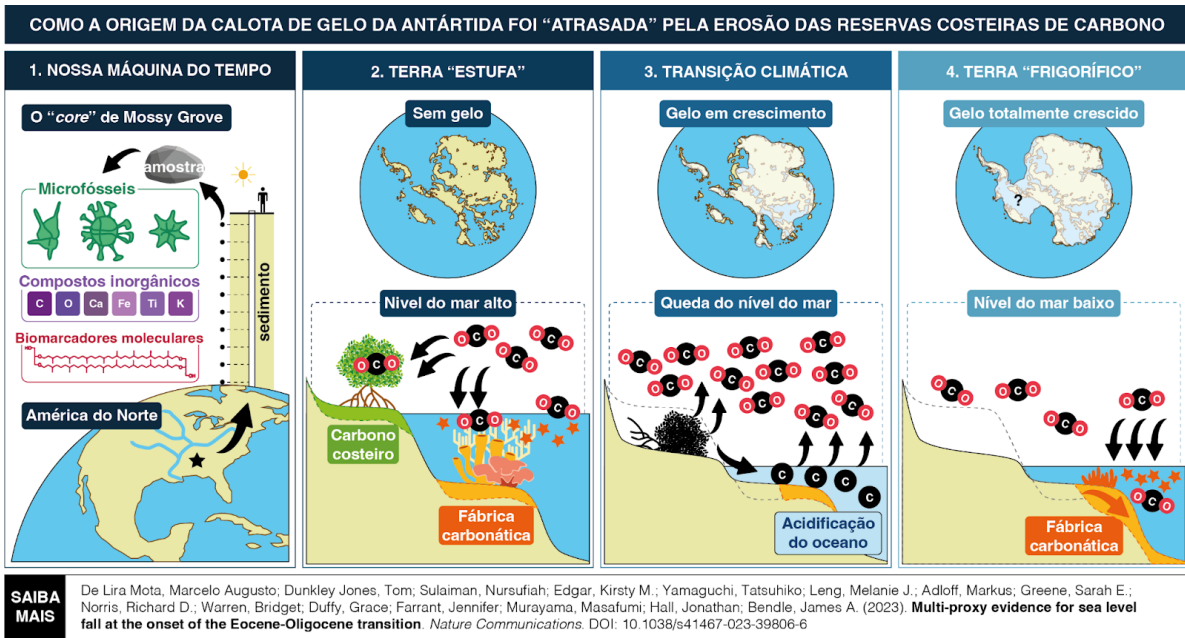 COMO A ORIGEM DA CALOTA DE GELO DA ANTÁRTIDA FOI “ATRASADA” PELA EROSÃO DAS RESERVAS COSTEIRAS DE CARBONO
1. NOSSA MÁQUINA DO TEMPO
O “core” de Mossy Grove
amostra
Microfósseis
Compostos inorgânicos
C O Ca Fe Ti K
Biomarcadores moleculares
sedimento
América do Norte
2. TERRA “ESTUFA”
Sem gelo
Nivel do mar alto
O C O
O C O
O C O
O C O
O C O
O C O
Carbono
costeiro
Fábrica
carbonática
3. TRANSIÇÃO CLIMÁTICA
Gelo em crescimento
Queda do nível do mar
O C O
O C O
O C O
O C O
O C O
O C O
O C O
O C O
O C O
O C O
O C O
C C C C
Acidificação
do oceano
4. TERRA “FRIGORÍFICO”
Gelo totalmente crescido
?
Nível do mar baixo
O C O
O C O
O C O
O C O
O C O
Fábrica
carbonática
SAIBA
MAIS
De Lira Mota, Marcelo Augusto; Dunkley Jones, Tom; Sulaiman, Nursufiah; Edgar, Kirsty M.; Yamaguchi, Tatsuhiko; Leng, Melanie J.; Adloff, Markus; Greene, Sarah E.;
Norris, Richard D.; Warren, Bridget; Duffy, Grace; Farrant, Jennifer; Murayama, Masafumi; Hall, Jonathan; Bendle, James A. (2023). Multi-proxy evidence for sea level
fall at the onset of the Eocene-Oligocene transition. Nature Communications. DOI: 10.1038/s41467-023-39806-6